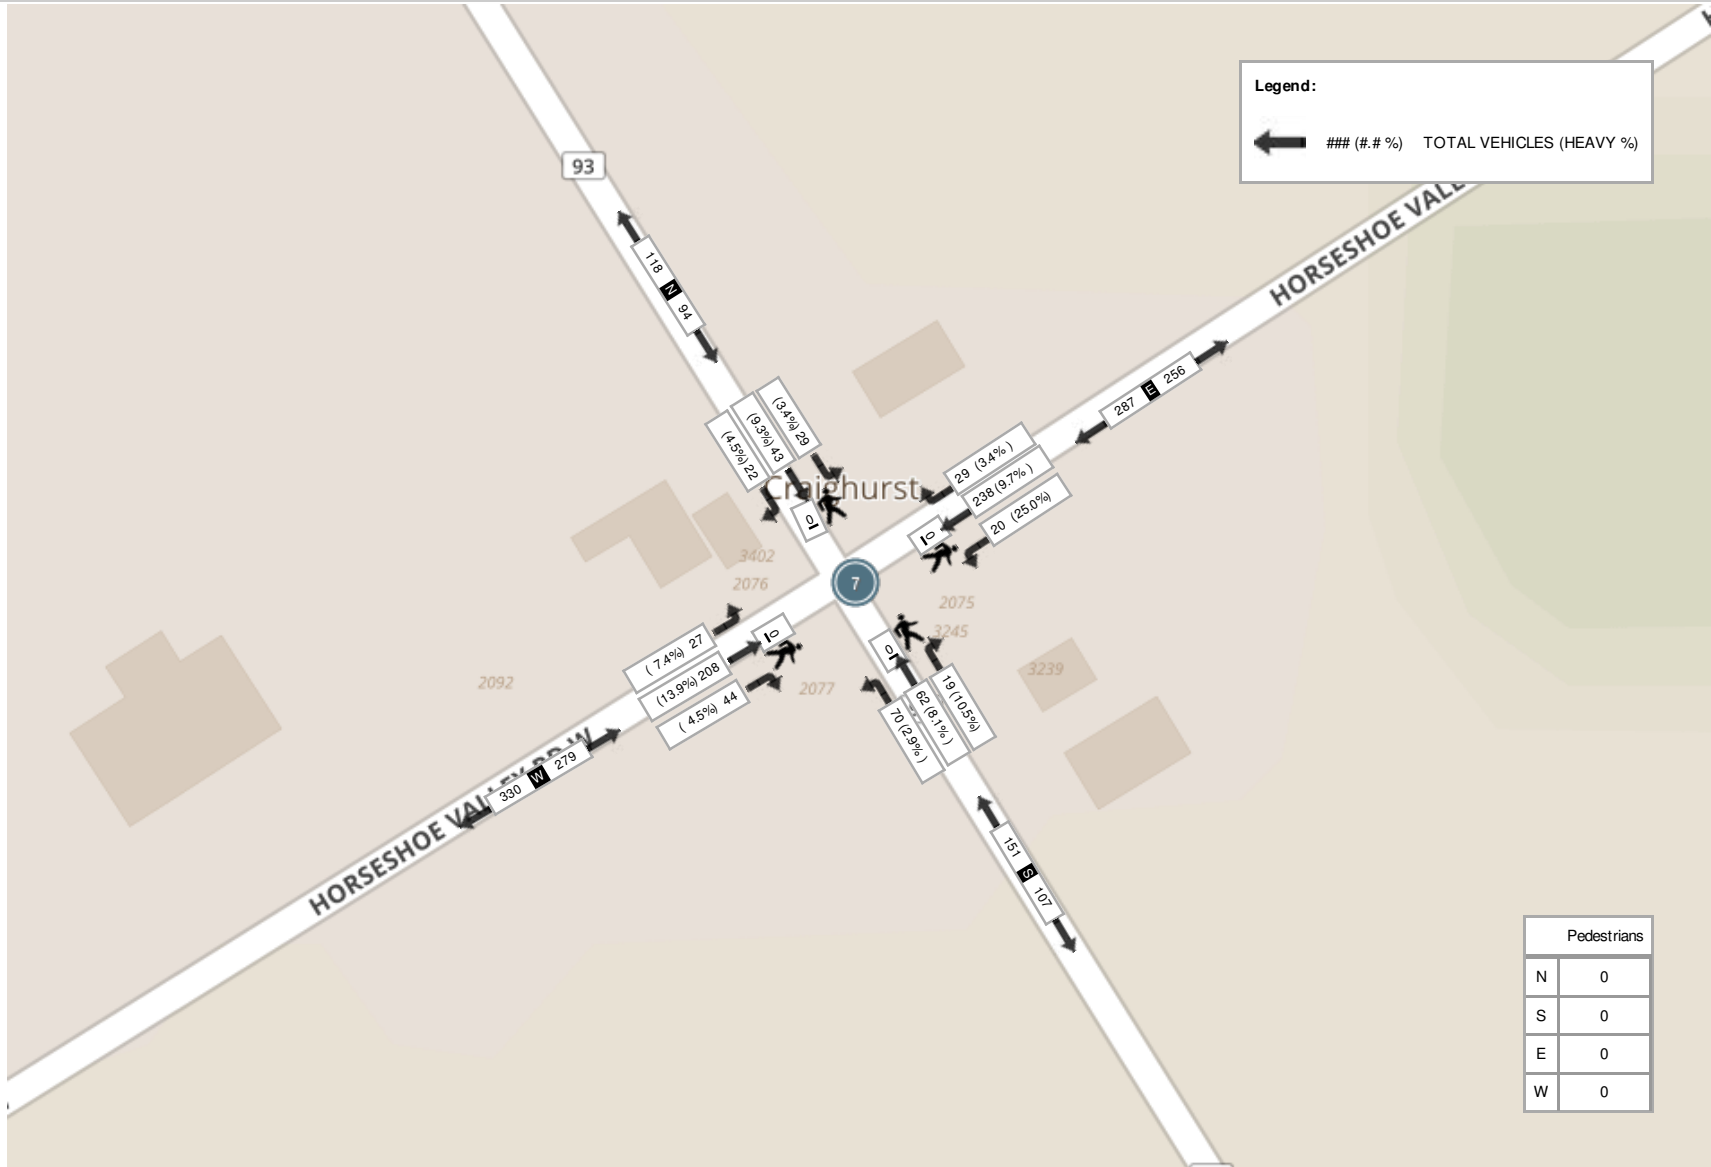 Legend:
### (#.# %) TOTAL VEHICLES (HEAVY %)
93
HORSESHOE VALL
118 N 94
287 E 256
(4.5%) 22
(9.3%) 43
(3.4%) 29
29 (3.4% )
238 (9.7% )
20 (25.0%)
Craighurst
0
0
3402
2076
7
2075
3245
3239
2092
2077
( 7.4%) 27
(13.9%) 208
( 4.5%) 44
0
0
70 (2.9% )
62 (8.1% )
19 (10.5%)
330 W 279
HORSESHOE VALLEY RD W
151 S 107
Pedestrians
N 0
S 0
E 0
W 0